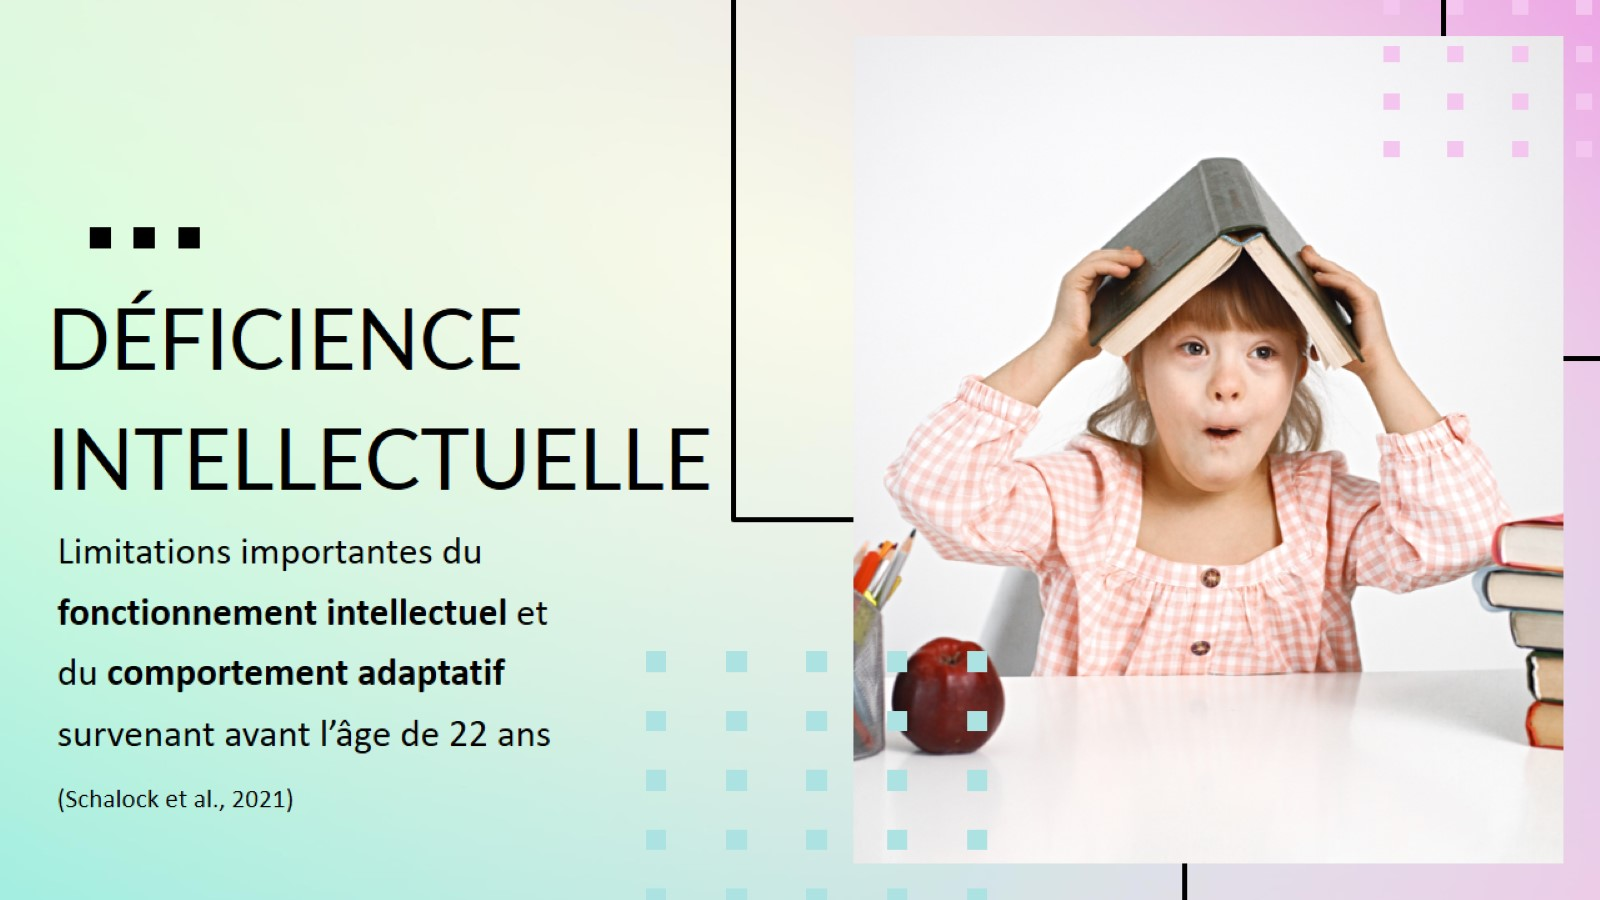 DÉFICIENCE
INTELLECTUELLE
Limitations importantes du
fonctionnement intellectuel et
du comportement adaptatif
survenant avant l’âge de 22 ans
(Schalock et al., 2021)